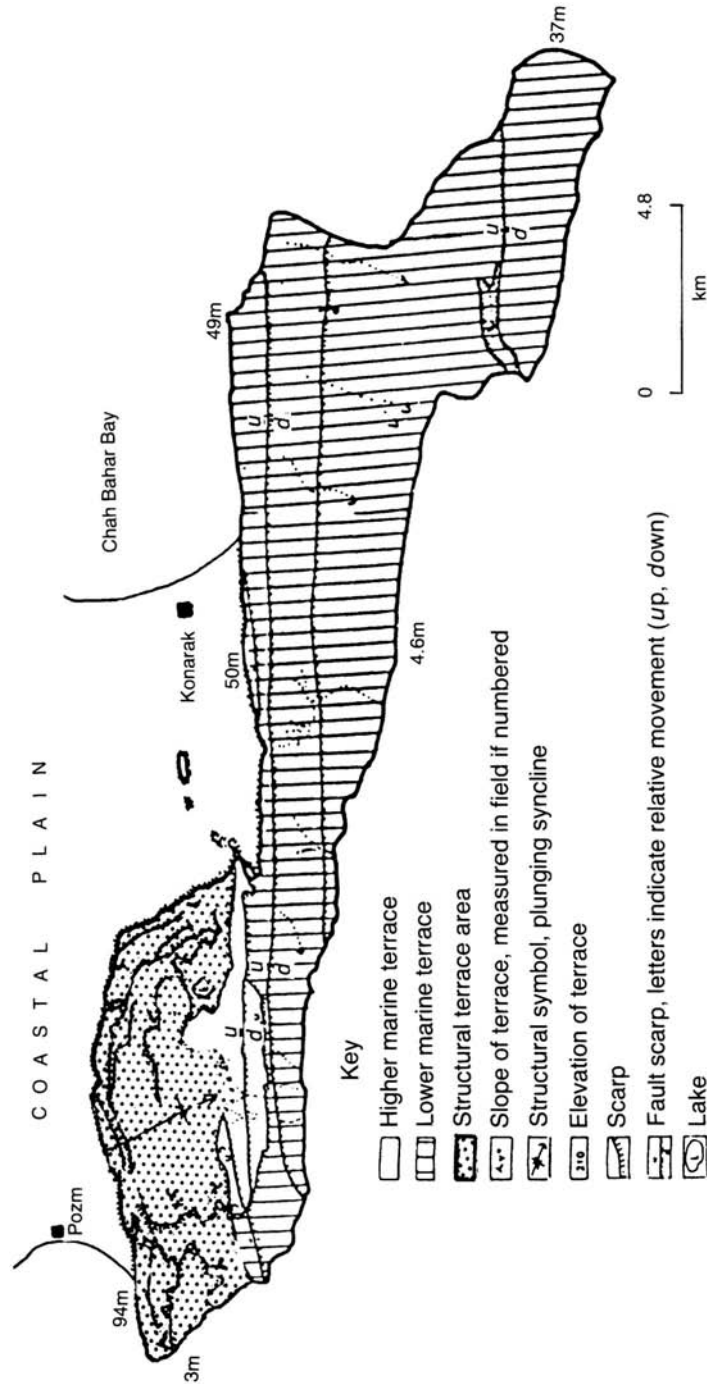 COASTAL PLAIN
Pozm
94m
3m
Konarak
50m
Chah Bahar Bay
49m
37m
4.6m
u
d
u
d
u
d
u
d
Key
Higher marine terrace
Lower marine terrace
Structural terrace area
Slope of terrace, measured in field if numbered
Structural symbol, plunging syncline
Elevation of terrace
Scarp
Fault scarp, letters indicate relative movement (up, down)
Lake
0 4.8
km